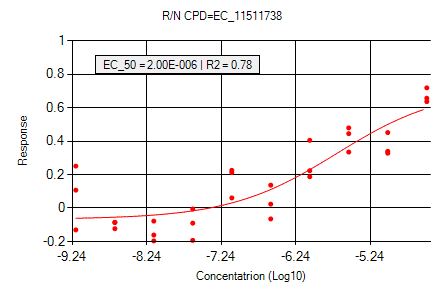 R/N CPD=EC_11511738
1
EC_50 = 2.00E-006 | R2 = 0.78
0.8
0.6
0.4
0.2
0
-0.2
Response
-9.24 -8.24 -7.24 -6.24 -5.24
Concentatrion (Log10)